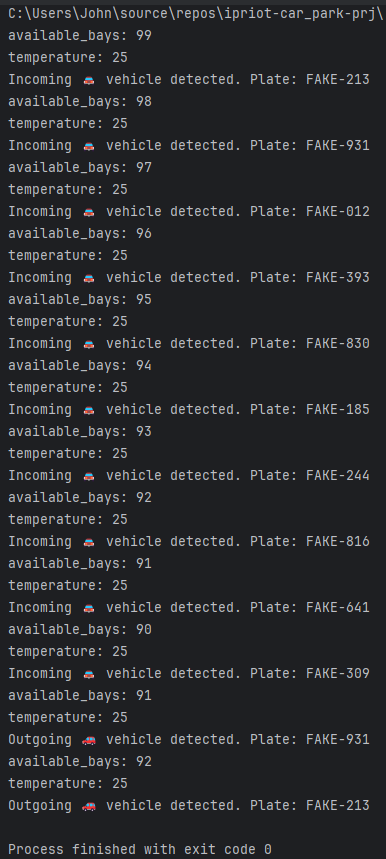 C:\Users\John\source\repos\ipriot-car_park-prj\
available_bays: 99
temperature: 25
Incoming 🚘 vehicle detected. Plate: FAKE-213
available_bays: 98
temperature: 25
Incoming 🚘 vehicle detected. Plate: FAKE-931
available_bays: 97
temperature: 25
Incoming 🚘 vehicle detected. Plate: FAKE-012
available_bays: 96
temperature: 25
Incoming 🚘 vehicle detected. Plate: FAKE-393
available_bays: 95
temperature: 25
Incoming 🚘 vehicle detected. Plate: FAKE-830
available_bays: 94
temperature: 25
Incoming 🚘 vehicle detected. Plate: FAKE-185
available_bays: 93
temperature: 25
Incoming 🚘 vehicle detected. Plate: FAKE-244
available_bays: 92
temperature: 25
Incoming 🚘 vehicle detected. Plate: FAKE-816
available_bays: 91
temperature: 25
Incoming 🚘 vehicle detected. Plate: FAKE-641
available_bays: 90
temperature: 25
Incoming 🚘 vehicle detected. Plate: FAKE-309
available_bays: 91
temperature: 25
Outgoing 🚗 vehicle detected. Plate: FAKE-931
available_bays: 92
temperature: 25
Outgoing 🚗 vehicle detected. Plate: FAKE-213
Process finished with exit code 0